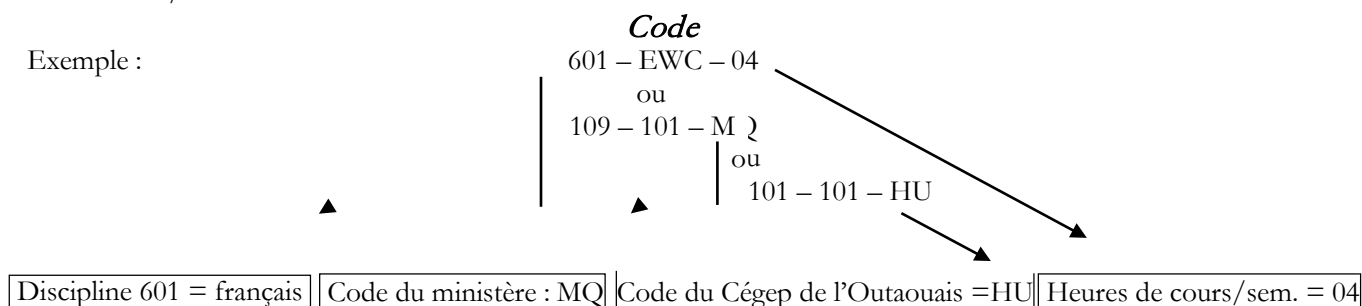 Code
Exemple : 601 – EWC – 04
ou
109 – 101 – M
ou
101 – 101 – HU
Discipline 601 = français Code du ministère : MQ Code du Cégep de l'Outaouais =HU Heures de cours/sem. = 04